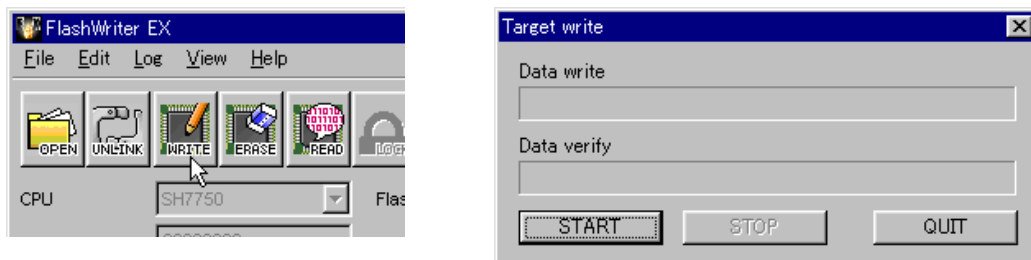 FlashWriter EX
File Edit Log View Help
OPEN UNLINK WRITE ERASE READ LOCK
CPU SH7750 Flas
Target write
Data write
Data verify
START STOP QUIT